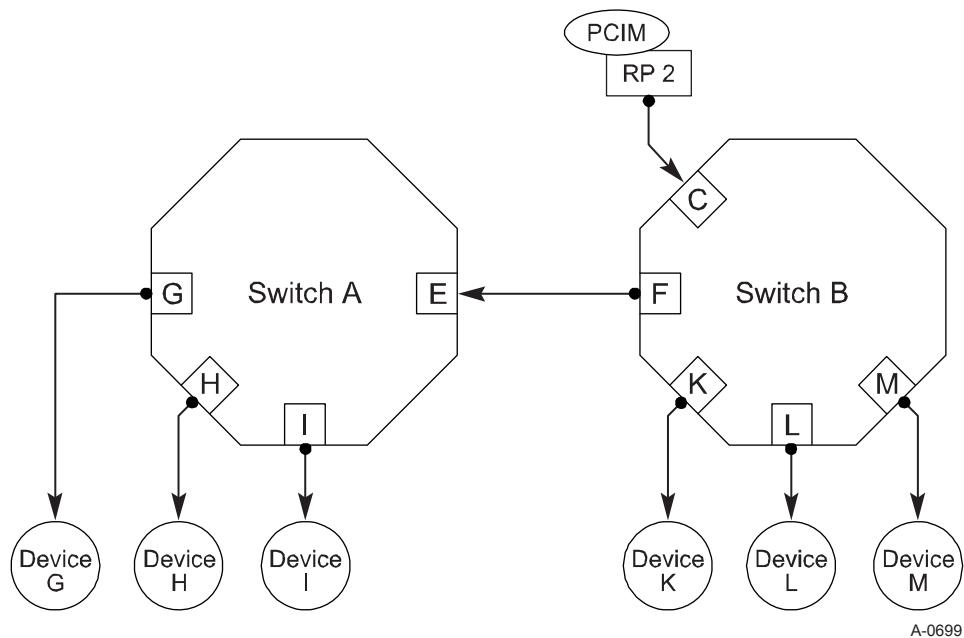 PCIM
RP 2
C
G
Switch A
E
F
Switch B
H
I
K
L
M
Device
G
Device
H
Device
I
Device
K
Device
L
Device
M
A-0699